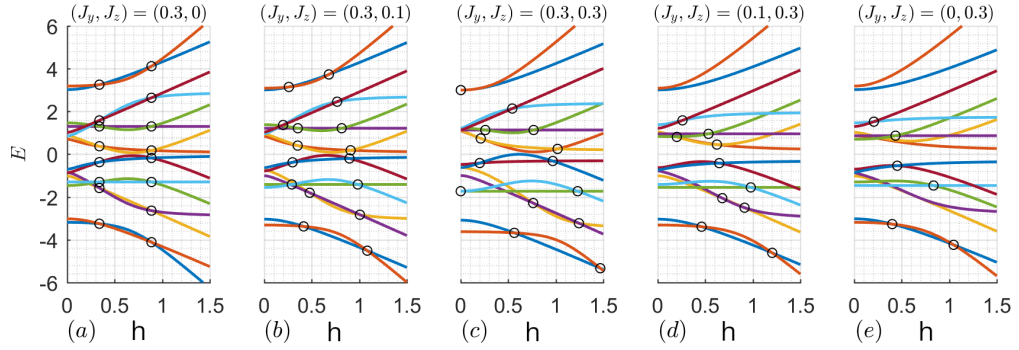 (J_y, J_z) = (0.3, 0) (J_y, J_z) = (0.3, 0.1) (J_y, J_z) = (0.3, 0.3) (J_y, J_z) = (0.1, 0.3) (J_y, J_z) = (0, 0.3)
6
4
2
0
-2
-4
-6
E
0 0.5 1 1.5 0 0.5 1 1.5 0 0.5 1 1.5 0 0.5 1 1.5 0 0.5 1 1.5
(a) h (b) h (c) h (d) h (e) h